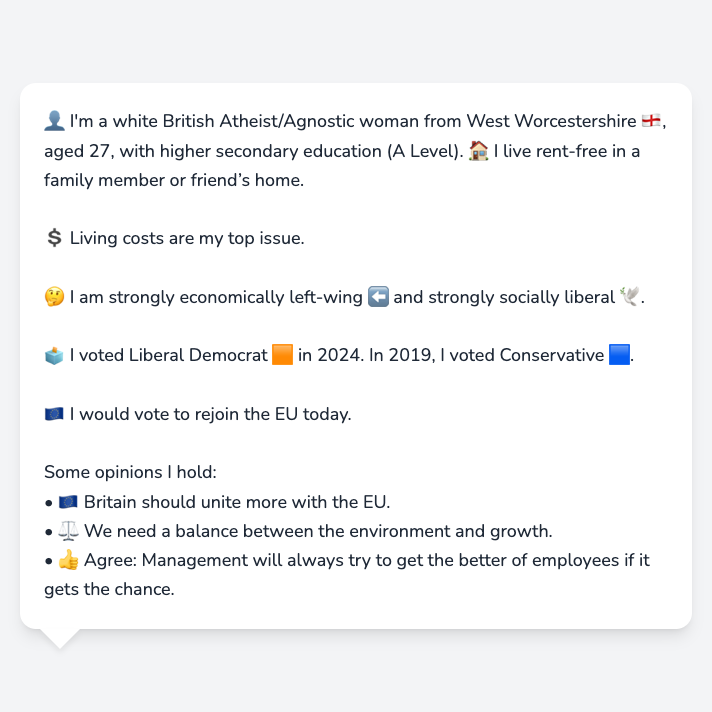 👤 I'm a white British Atheist/Agnostic woman from West Worcestershire 🏴󠁧󠁢󠁥󠁮󠁧󠁿,
aged 27, with higher secondary education (A Level). 🏠 I live rent-free in a
family member or friend’s home.
💲 Living costs are my top issue.
🤔 I am strongly economically left-wing ⬅️ and strongly socially liberal 🕊️.
🗳️ I voted Liberal Democrat 🟧 in 2024. In 2019, I voted Conservative 🟦.
🇪🇺 I would vote to rejoin the EU today.
Some opinions I hold:
• 🇪🇺 Britain should unite more with the EU.
• ⚖️ We need a balance between the environment and growth.
• 👍 Agree: Management will always try to get the better of employees if it
gets the chance.